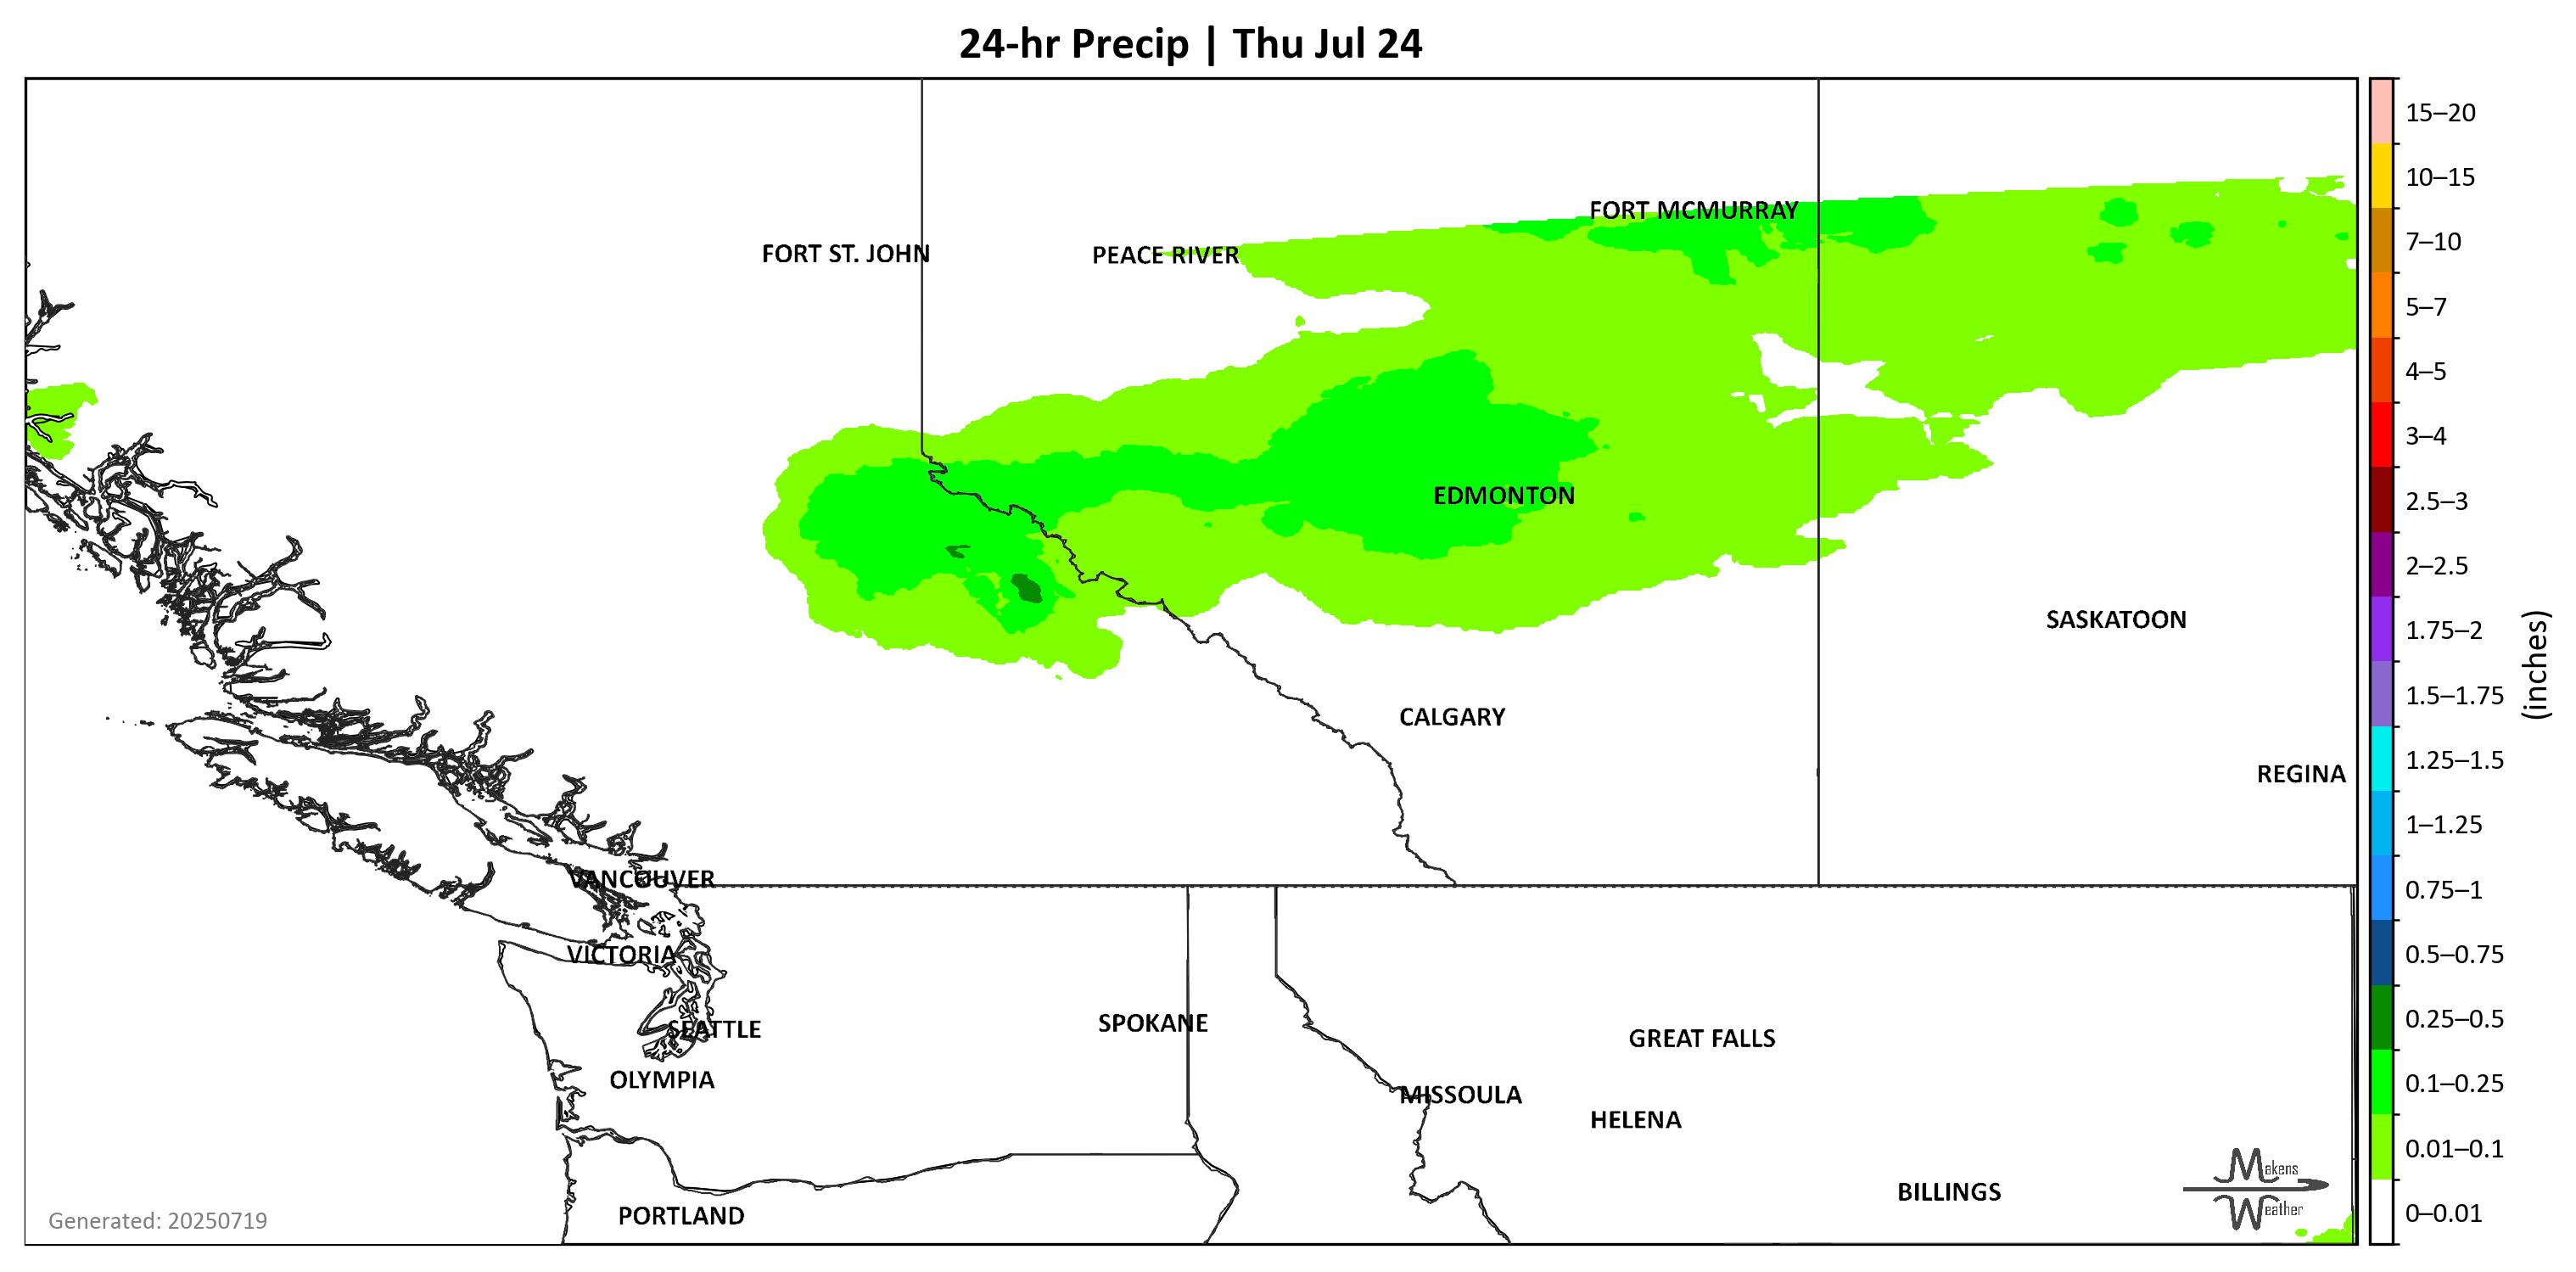 24-hr Precip | Thu Jul 24
FORT MCMURRAY
FORT ST. JOHN
PEACE RIVER
EDMONTON
SASKATOON
CALGARY
REGINA
VANCOUVER
VICTORIA
SEATTLE
SPOKANE
GREAT FALLS
OLYMPIA
MISSOULA
HELENA
BILLINGS
PORTLAND
Generated: 20250719
Makens
Weather
15–20
10–15
7–10
5–7
4–5
3–4
2.5–3
2–2.5
1.75–2
1.5–1.75
1.25–1.5
1–1.25
0.75–1
0.5–0.75
0.25–0.5
0.1–0.25
0.01–0.1
0–0.01
(inches)